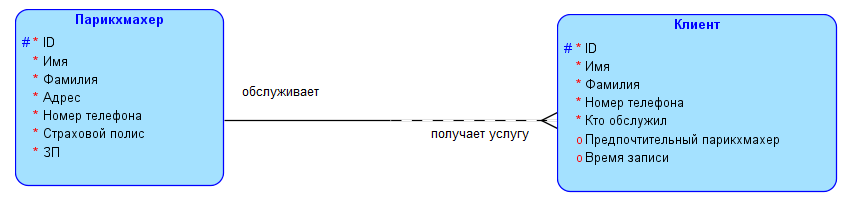 Парикхмахер
# * ID
* Имя
* Фамилия
* Адрес
* Номер телефона
* Страховой полис
* ЗП
обслуживает
получает услугу
Клиент
# * ID
* Имя
* Фамилия
* Номер телефона
* Кто обслужил
o Предпочтительный парикхмахер
o Время записи